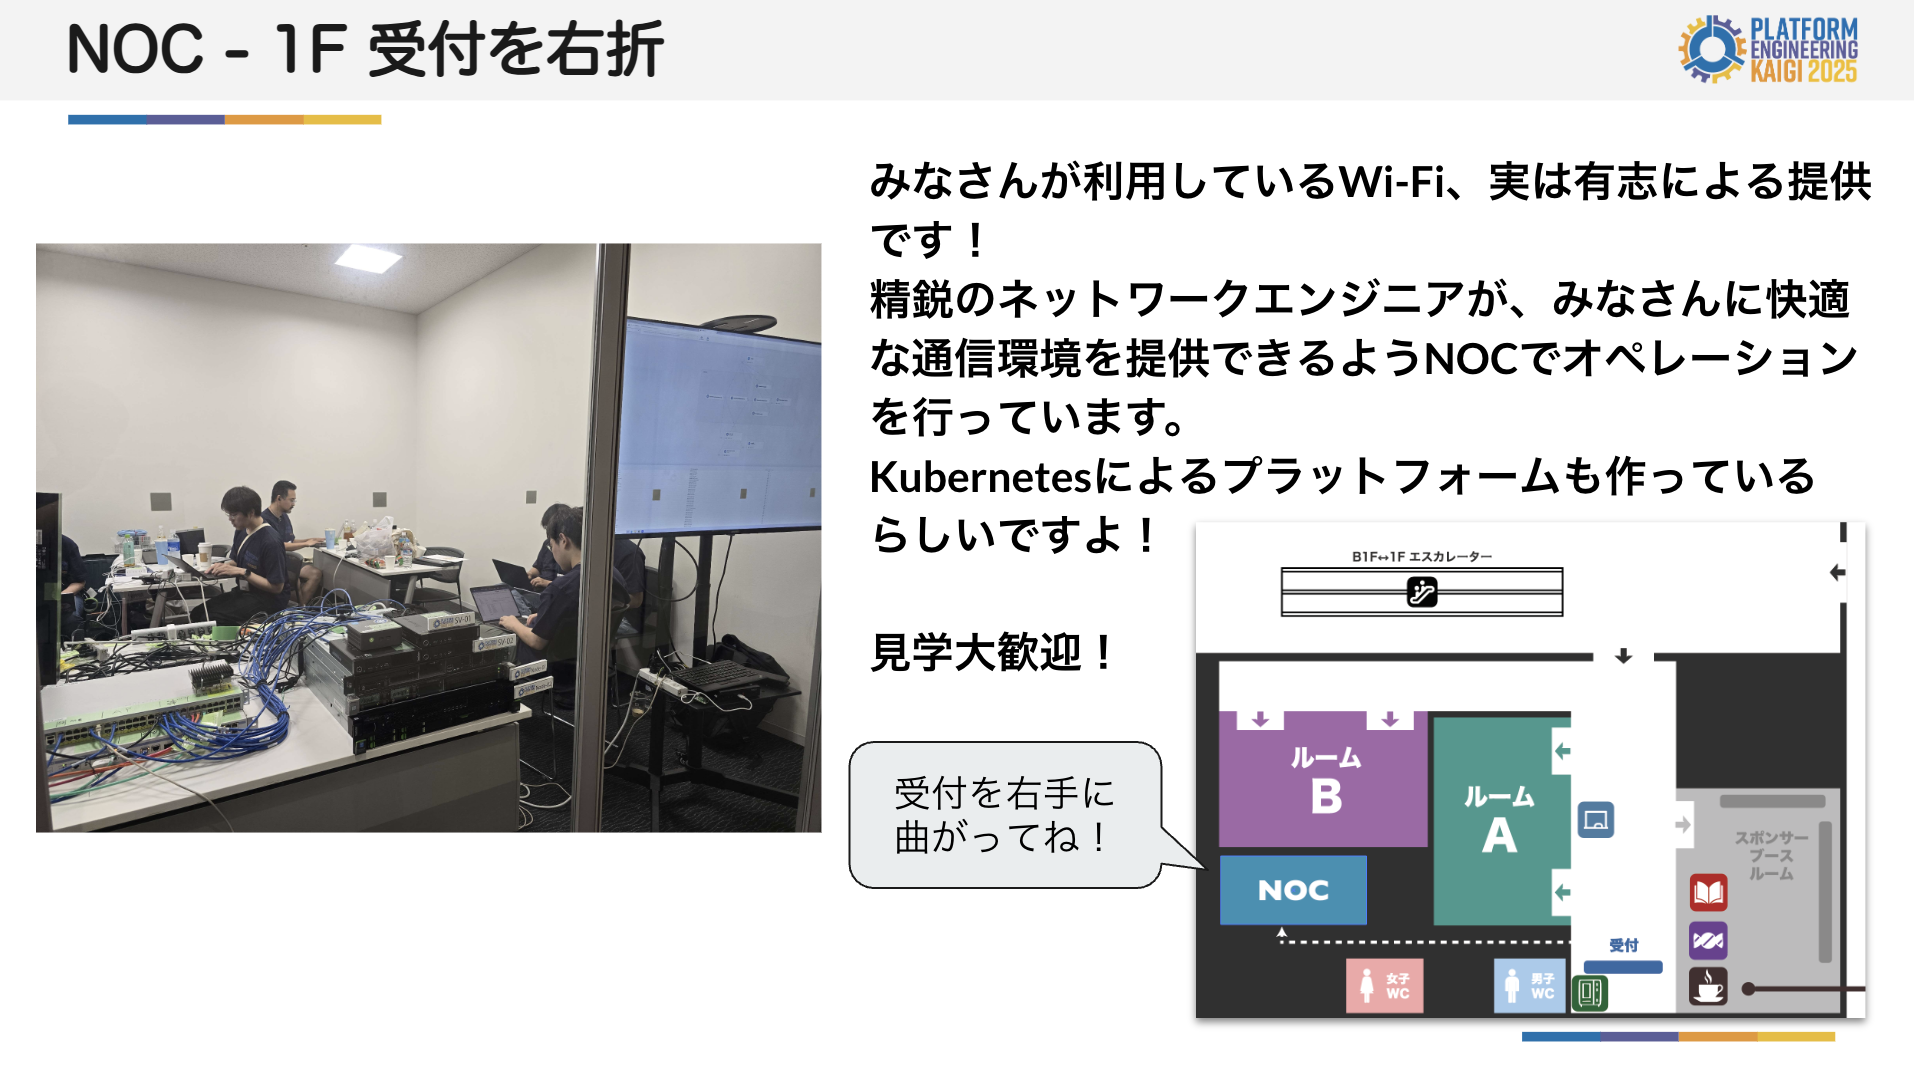 NOC - 1F 受付を右折
PLATFORM
ENGINEERING
KAIGI 2025
みなさんが利用しているWi-Fi、実は有志による提供
です！
精鋭のネットワークエンジニアが、みなさんに快適
な通信環境を提供できるようNOCでオペレーション
を行っています。
Kubernetesによるプラットフォームも作っている
らしいですよ！
見学大歓迎！
SV-01
SV-02
受付を右手に
曲がってね！
B1F↔1F エスカレーター
ルーム
B
ルーム
A
スポンサー
ブース
ルーム
NOC
受付
女子
WC
男子
WC